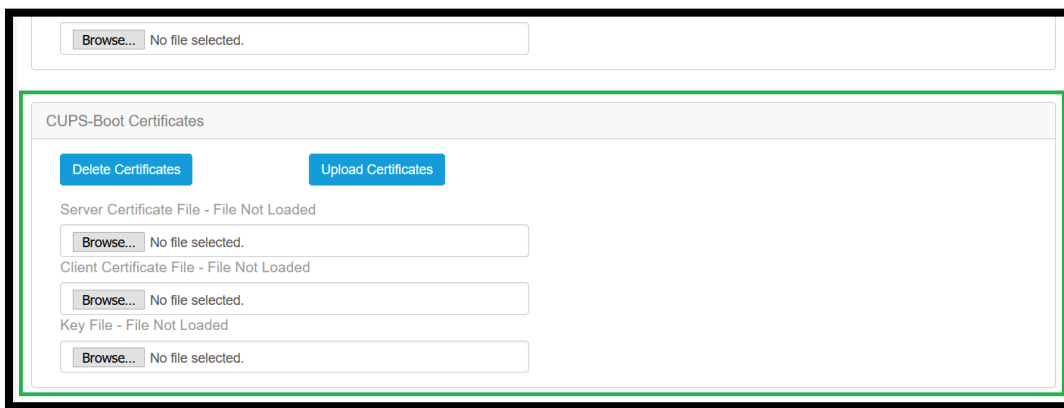 Browse... No file selected.
CUPS-Boot Certificates
Delete Certificates Upload Certificates
Server Certificate File - File Not Loaded
Browse... No file selected.
Client Certificate File - File Not Loaded
Browse... No file selected.
Key File - File Not Loaded
Browse... No file selected.